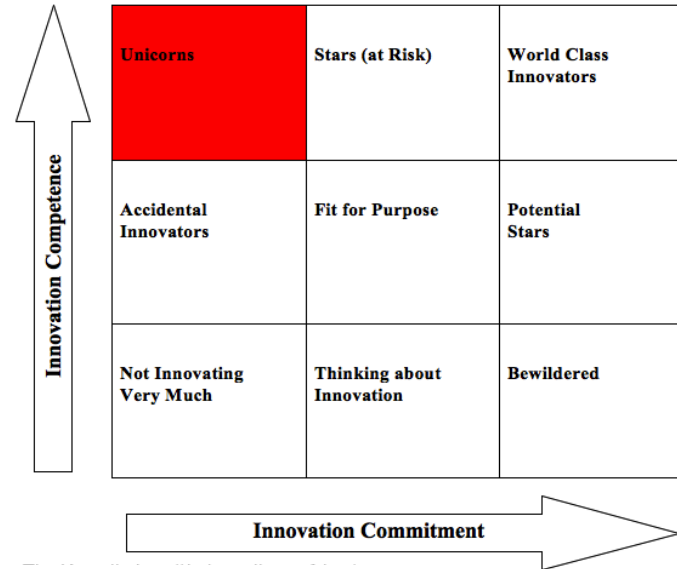 Unicorns
Stars (at Risk)
World Class
Innovators
Accidental
Innovators
Fit for Purpose
Potential
Stars
Not Innovating
Very Much
Thinking about
Innovation
Bewildered
Innovation Competence
Innovation Commitment